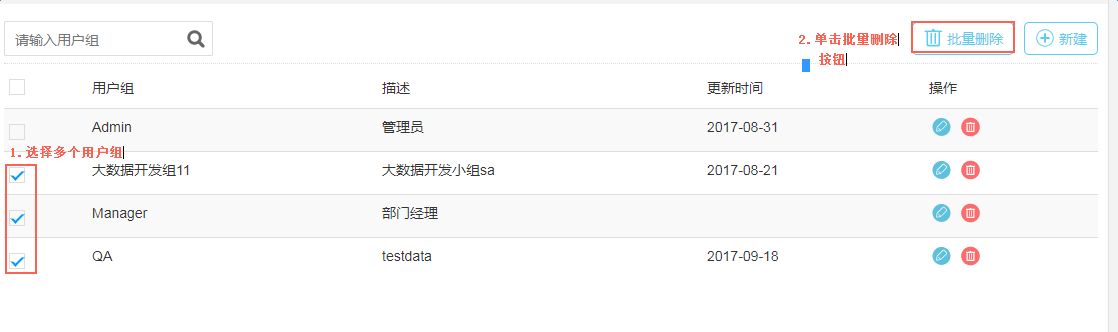 请输入用户组
2.单击批量删除
按钮
批量删除
新建
用户组 描述 更新时间 操作
Admin 管理员 2017-08-31
1.选择多个用户组
大数据开发组11 大数据开发小组sa 2017-08-21
Manager 部门经理
QA testdata 2017-09-18